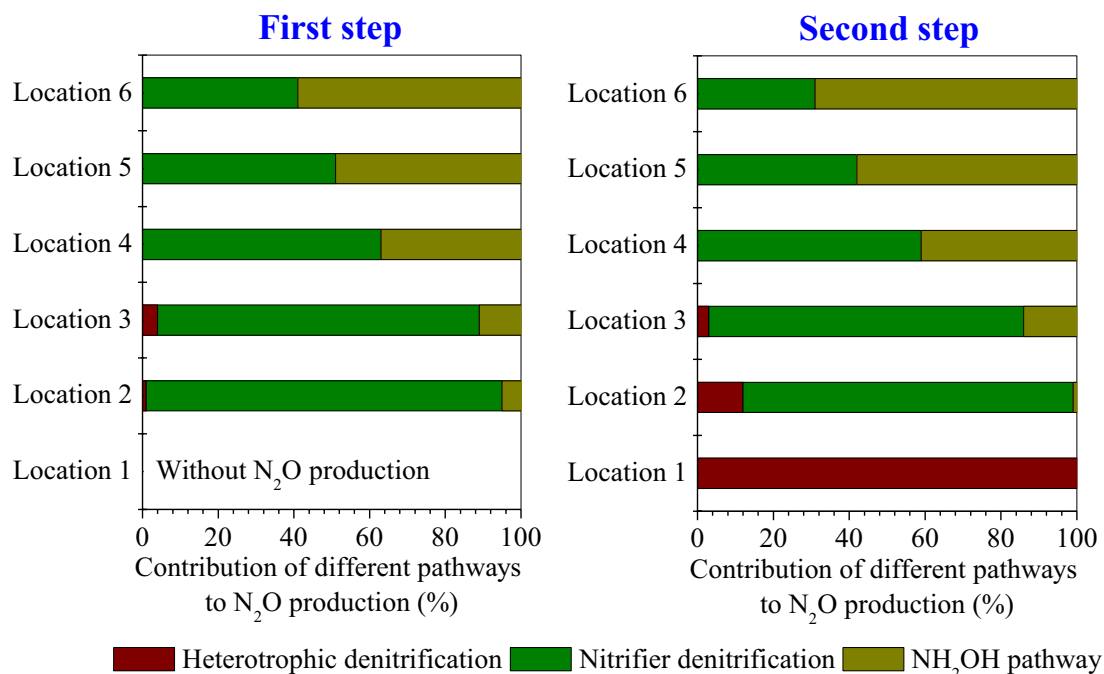 First step
Location 6
Location 5
Location 4
Location 3
Location 2
Location 1
Without N₂O production
0 20 40 60 80 100
Contribution of different pathways
to N₂O production (%)
Second step
Location 6
Location 5
Location 4
Location 3
Location 2
Location 1
0 20 40 60 80 100
Contribution of different pathways
to N₂O production (%)
Heterotrophic denitrification Nitrifier denitrification NH₂OH pathway